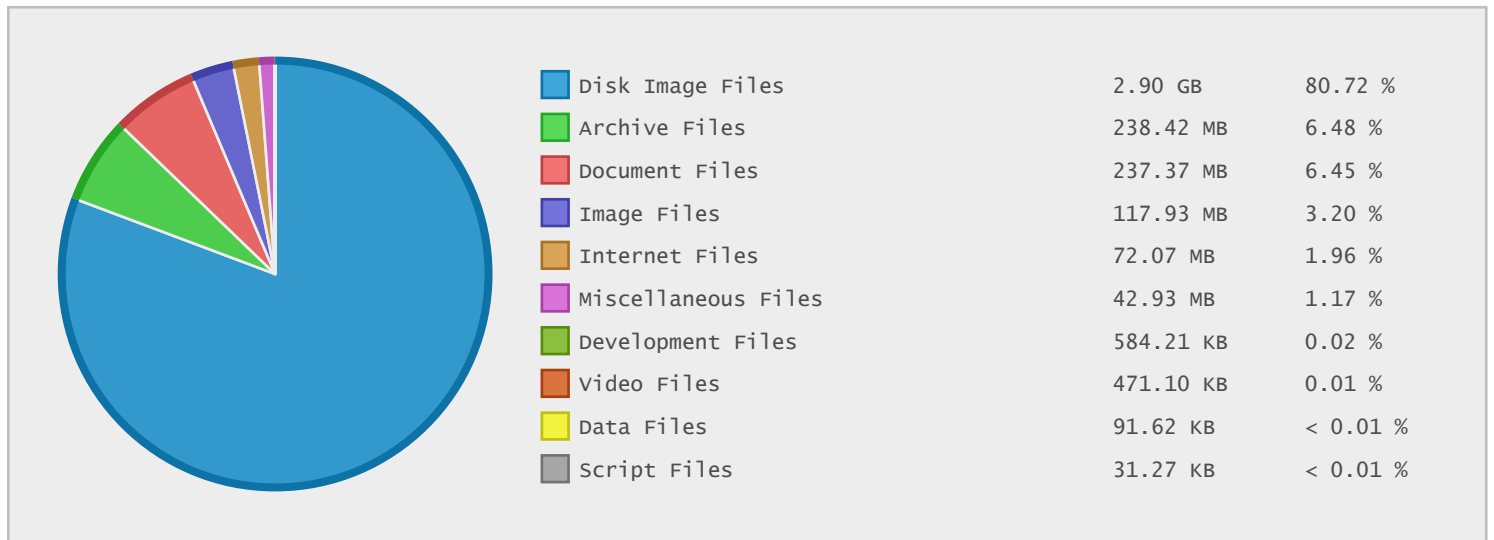 Disk Image Files 2.90 GB 80.72 %
Archive Files 238.42 MB 6.48 %
Document Files 237.37 MB 6.45 %
Image Files 117.93 MB 3.20 %
Internet Files 72.07 MB 1.96 %
Miscellaneous Files 42.93 MB 1.17 %
Development Files 584.21 KB 0.02 %
Video Files 471.10 KB 0.01 %
Data Files 91.62 KB < 0.01 %
Script Files 31.27 KB < 0.01 %